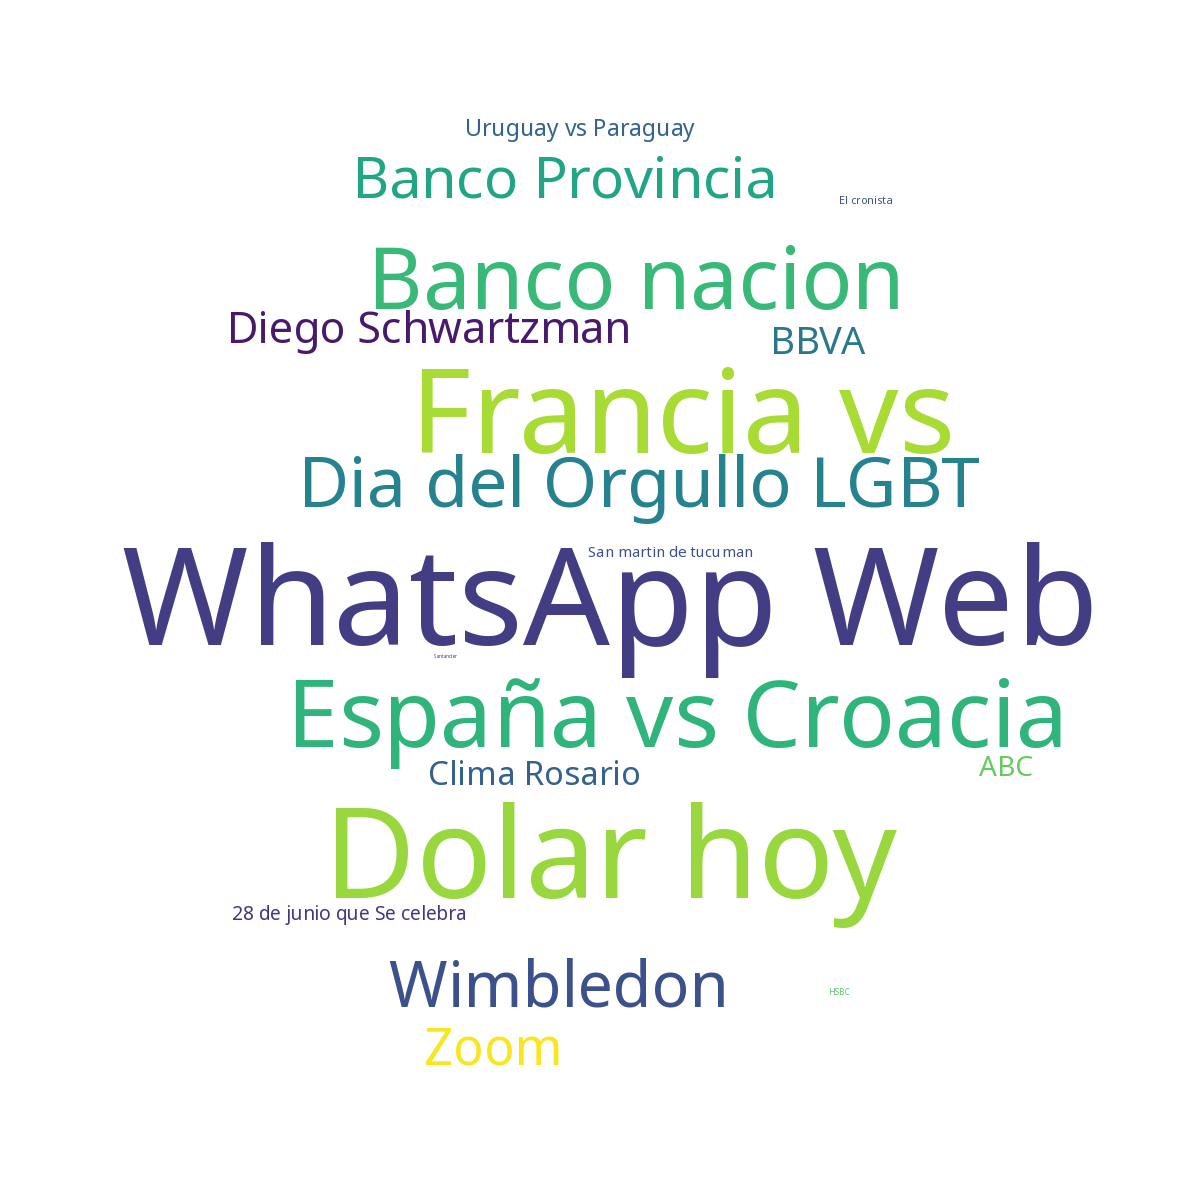 Uruguay vs Paraguay
Banco Provincia
El cronista
Banco nacion
Diego Schwartzman
BBVA
Francia vs
Dia del Orgullo LGBT
San martin de tucuman
WhatsApp Web
Santander
España vs Croacia
Clima Rosario
ABC
Dolar hoy
28 de junio que Se celebra
Wimbledon
HSBC
Zoom